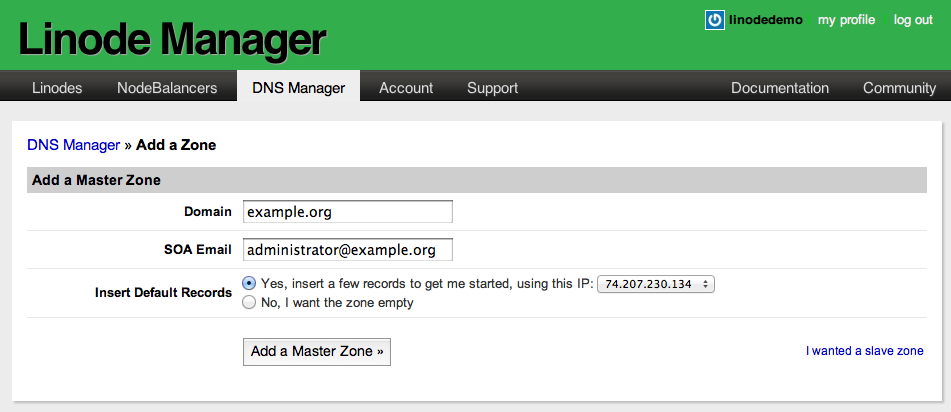 linodedemo my profile log out
Linode Manager
Linodes NodeBalancers DNS Manager Account Support Documentation Community
DNS Manager » Add a Zone
Add a Master Zone
Domain example.org
SOA Email administrator@example.org
Insert Default Records Yes, insert a few records to get me started, using this IP: 74.207.230.134
No, I want the zone empty
Add a Master Zone » I wanted a slave zone